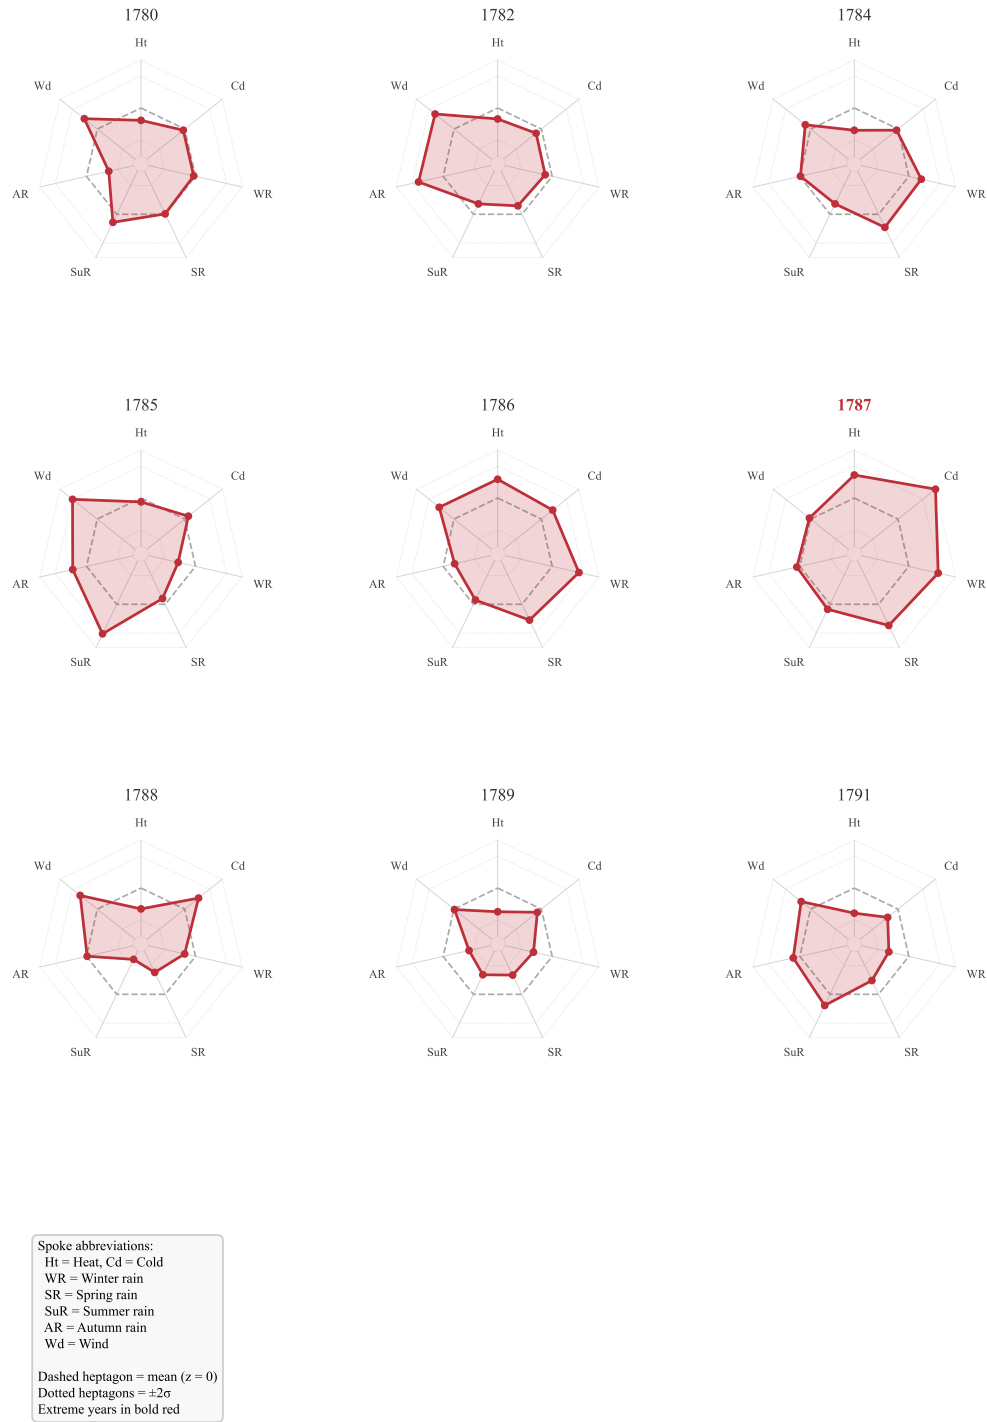 1780
Ht
Cd
WR
SR
SuR
AR
Wd
1782
Ht
Cd
WR
SR
SuR
AR
Wd
1784
Ht
Cd
WR
SR
SuR
AR
Wd
1785
Ht
Cd
WR
SR
SuR
AR
Wd
1786
Ht
Cd
WR
SR
SuR
AR
Wd
1787
Ht
Cd
WR
SR
SuR
AR
Wd
1788
Ht
Cd
WR
SR
SuR
AR
Wd
1789
Ht
Cd
WR
SR
SuR
AR
Wd
1791
Ht
Cd
WR
SR
SuR
AR
Wd
Spoke abbreviations:
Ht = Heat, Cd = Cold
WR = Winter rain
SR = Spring rain
SuR = Summer rain
AR = Autumn rain
Wd = Wind
Dashed heptagon = mean (z = 0)
Dotted heptagons = ±2σ
Extreme years in bold red